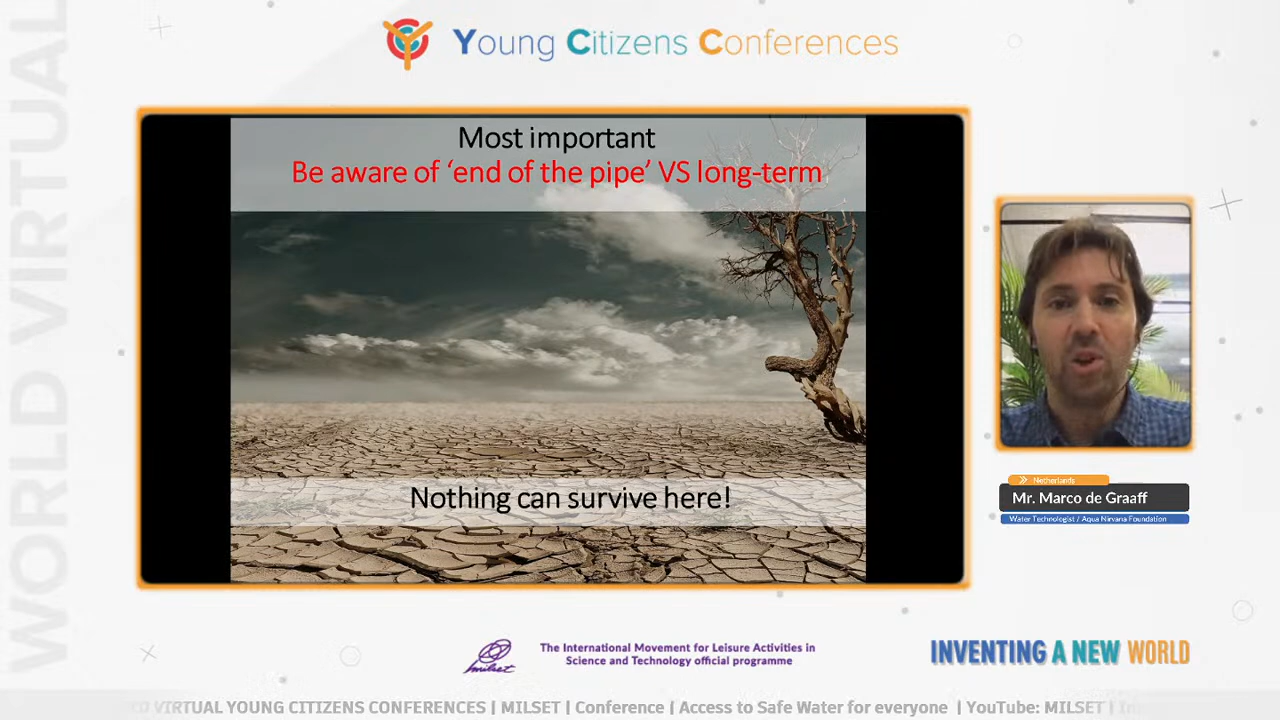 WORLD VIRTUAL
Young Citizens Conferences
Most important
Be aware of ‘end of the pipe’ VS long-term
Nothing can survive here!
Netherlands
Mr. Marco de Graaff
Water Technologist / Aqua Nirvana Foundation
milset
The International Movement for Leisure Activities in
Science and Technology official programme
INVENTING A NEW WORLD
VIRTUAL YOUNG CITIZENS CONFERENCES | MILSET | Conference | Access to Safe Water for everyone | YouTube: MILSET |